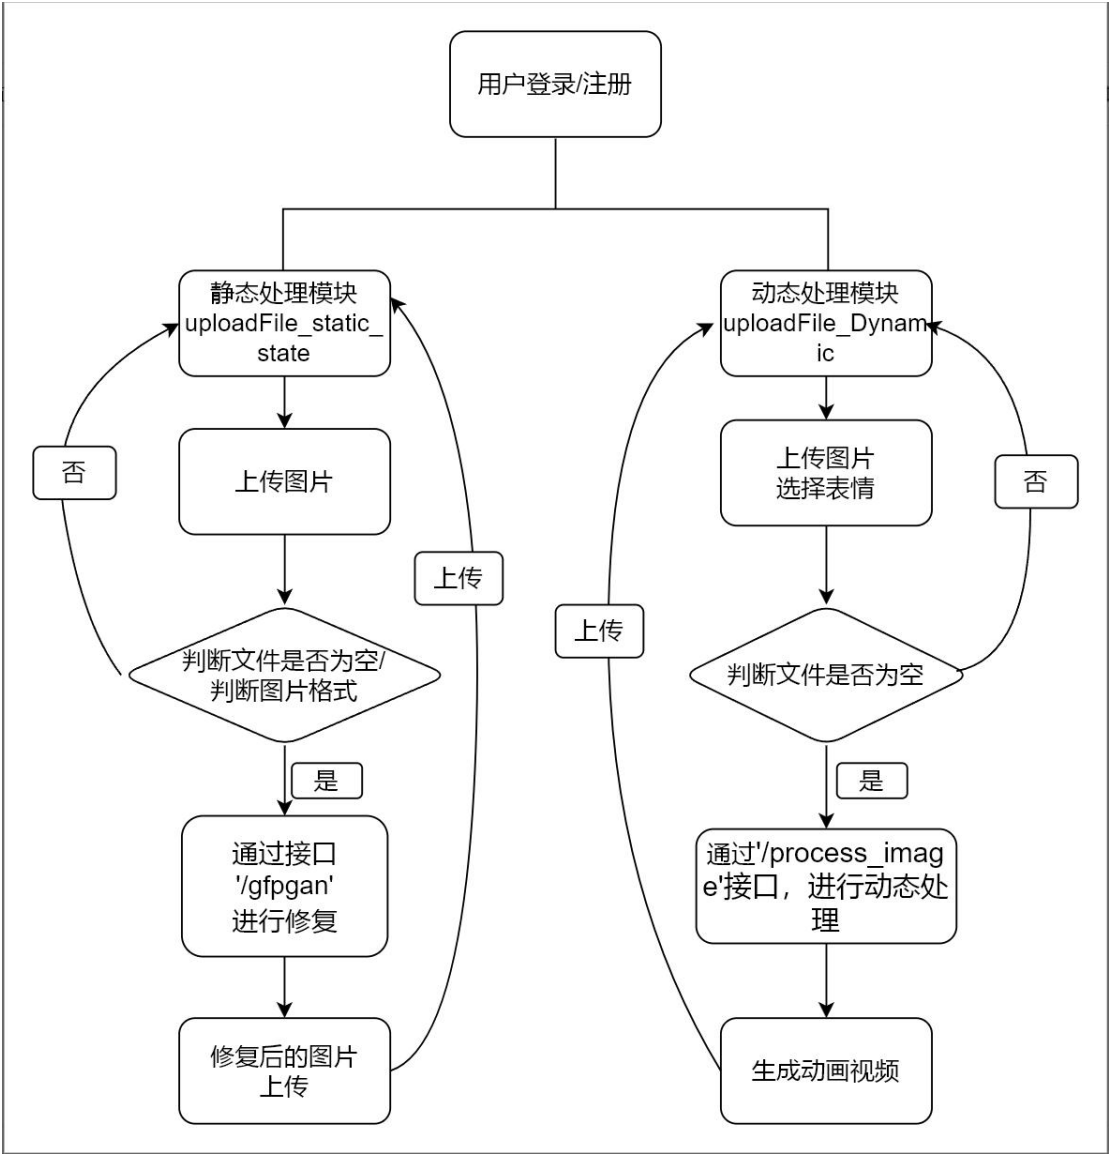 用户登录/注册
静态处理模块
uploadFile_static_
state
否
上传图片
上传
判断文件是否为空/
判断图片格式
是
通过接口
'/gfpgan'
进行修复
修复后的图片
上传
动态处理模块
uploadFile_Dynam
ic
上传图片
选择表情
否
上传
判断文件是否为空
是
通过'/process_imag
e'接口，进行动态处
理
生成动画视频